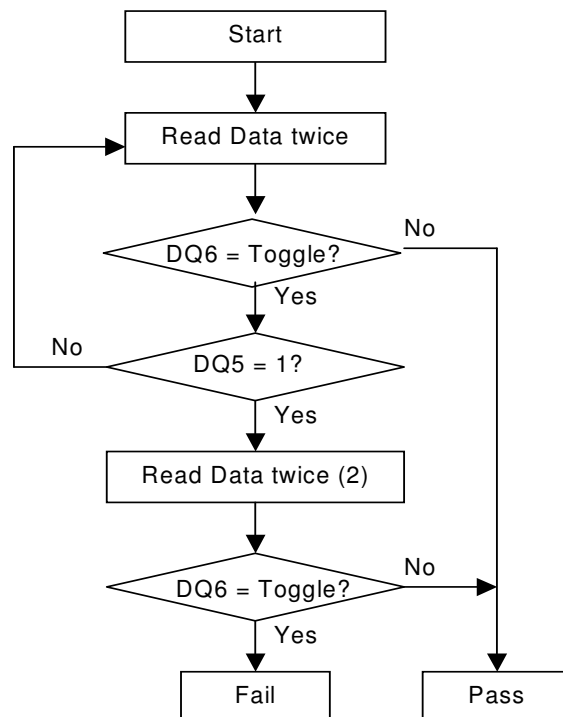 Start
Read Data twice
DQ6 = Toggle?
No
Yes
No
DQ5 = 1?
Yes
Read Data twice (2)
DQ6 = Toggle?
No
Yes
Fail
Pass